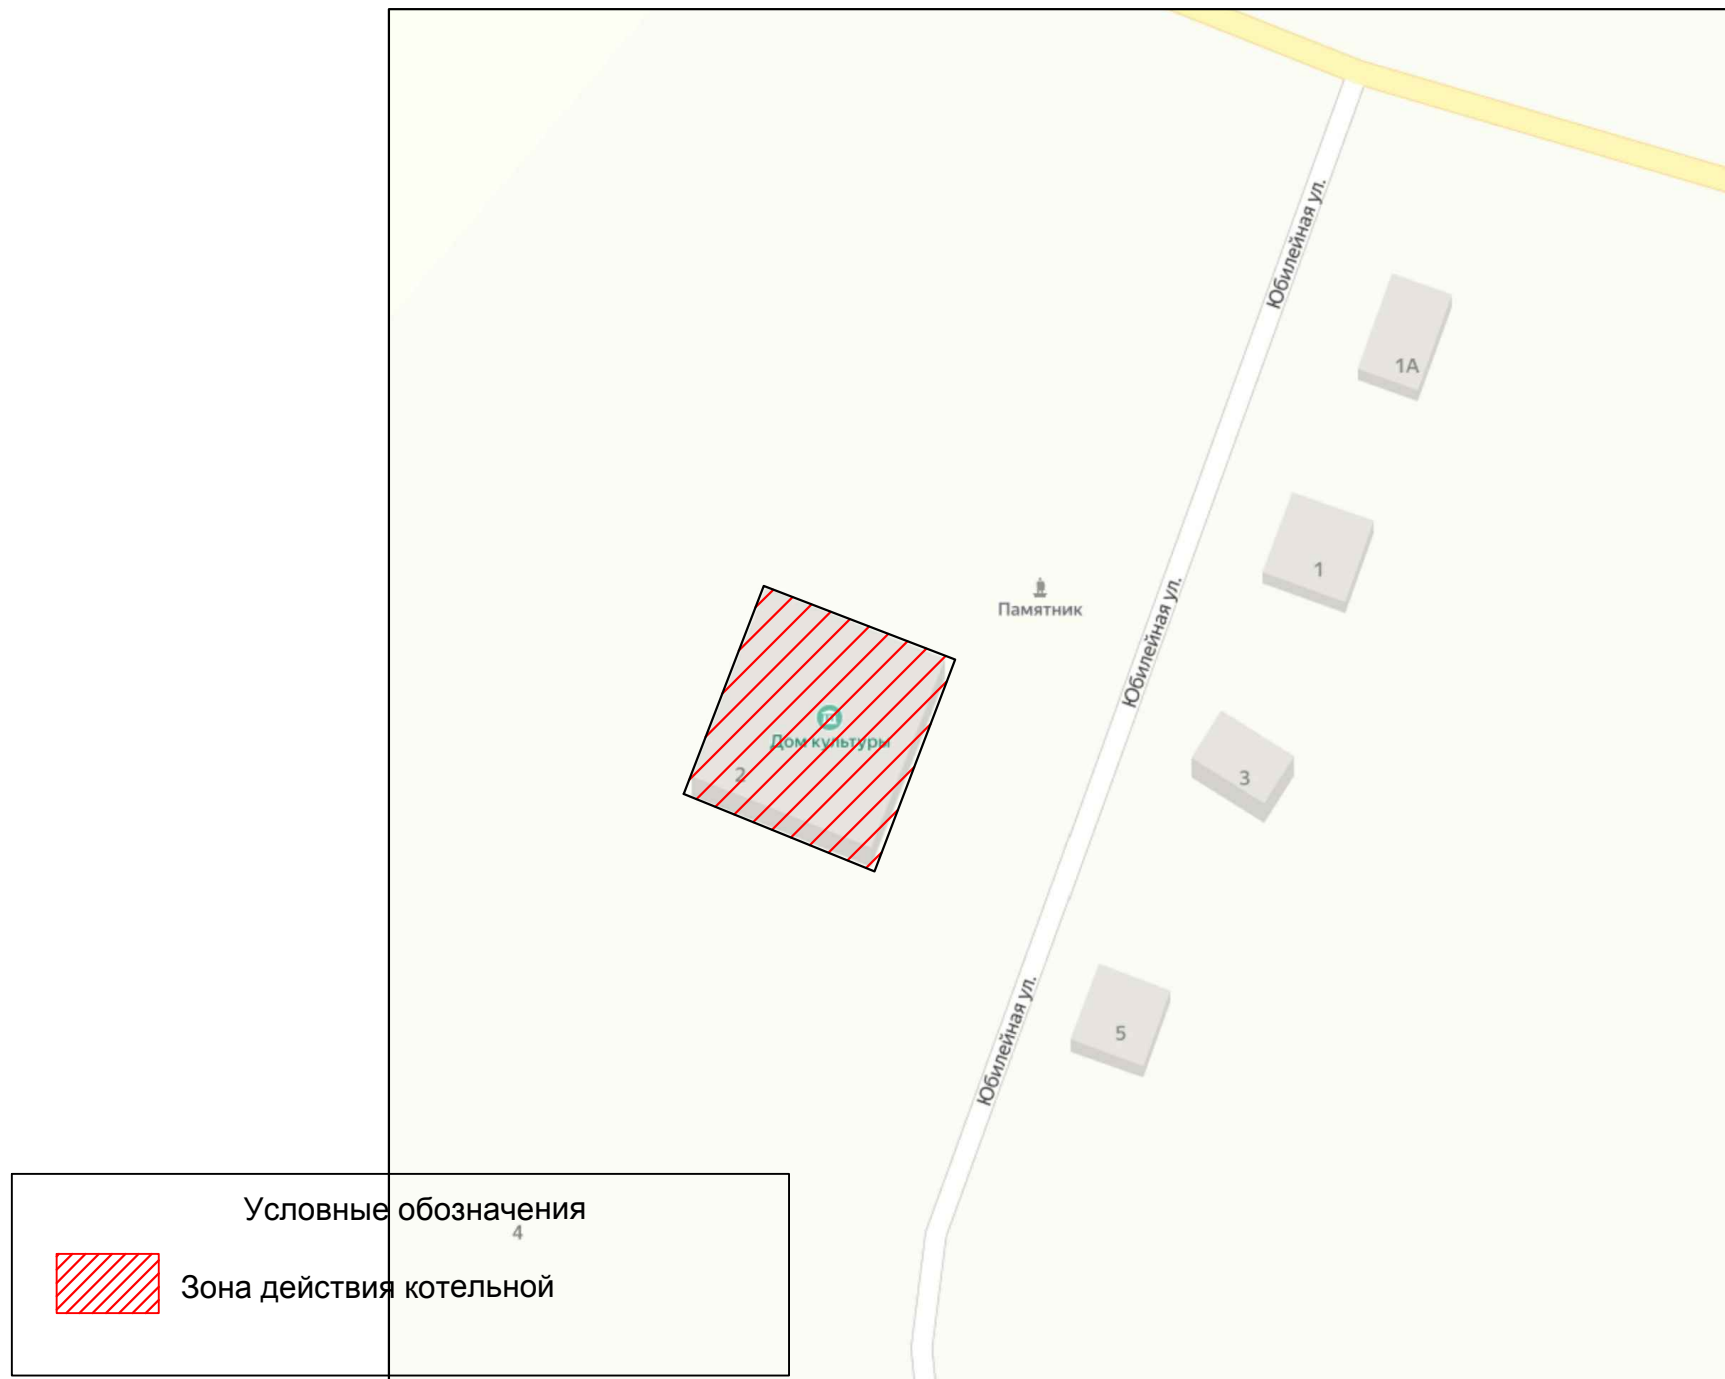 Юбилейная ул.
1А
1
Памятник
Юбилейная ул.
Дом культуры
2
3
Юбилейная ул.
5
Условные обозначения
4
Зона действия котельной